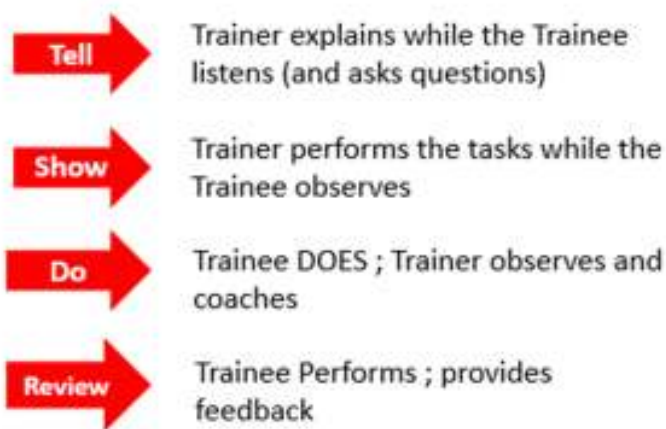 Tell
Trainer explains while the Trainee
listens (and asks questions)
Show
Trainer performs the tasks while the
Trainee observes
Do
Trainee DOES ; Trainer observes and
coaches
Review
Trainee Performs ; provides
feedback